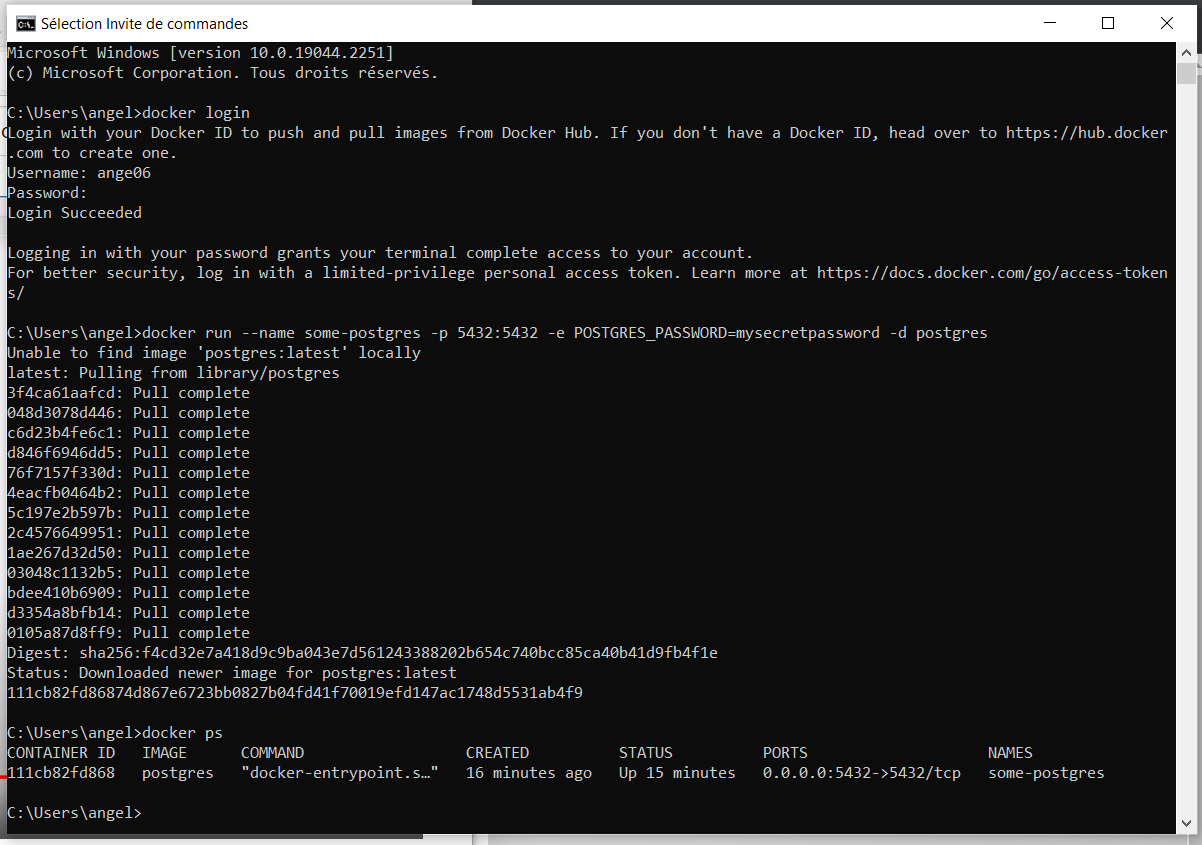 Sélection Invite de commandes
Microsoft Windows [version 10.0.19044.2251]
(c) Microsoft Corporation. Tous droits réservés.
C:\Users\angel>docker login
Login with your Docker ID to push and pull images from Docker Hub. If you don't have a Docker ID, head over to https://hub.docker
.com to create one.
Username: ange06
Password:
Login Succeeded
Logging in with your password grants your terminal complete access to your account.
For better security, log in with a limited-privilege personal access token. Learn more at https://docs.docker.com/go/access-token
s/
C:\Users\angel>docker run --name some-postgres -p 5432:5432 -e POSTGRES_PASSWORD=mysecretpassword -d postgres
Unable to find image 'postgres:latest' locally
latest: Pulling from library/postgres
3f4ca61aafcd: Pull complete
048d3078d446: Pull complete
c6d23b4fe6c1: Pull complete
d846f6946dd5: Pull complete
76f7157f330d: Pull complete
4eacfb0464b2: Pull complete
5c197e2b597b: Pull complete
2c4576649951: Pull complete
1ae267d32d50: Pull complete
03048c1132b5: Pull complete
bdee410b6909: Pull complete
d3354a8bfb14: Pull complete
0105a87d8ff9: Pull complete
Digest: sha256:f4cd32e7a418d9c9ba043e7d561243388202b654c740bcc85ca40b41d9fb4f1e
Status: Downloaded newer image for postgres:latest
111cb82fd86874d867e6723bb0827b04fd41f70019efd147ac1748d5531ab4f9
C:\Users\angel>docker ps
CONTAINER ID IMAGE COMMAND CREATED STATUS PORTS NAMES
111cb82fd868 postgres "docker-entrypoint.s…" 16 minutes ago Up 15 minutes 0.0.0.0:5432->5432/tcp some-postgres
C:\Users\angel>